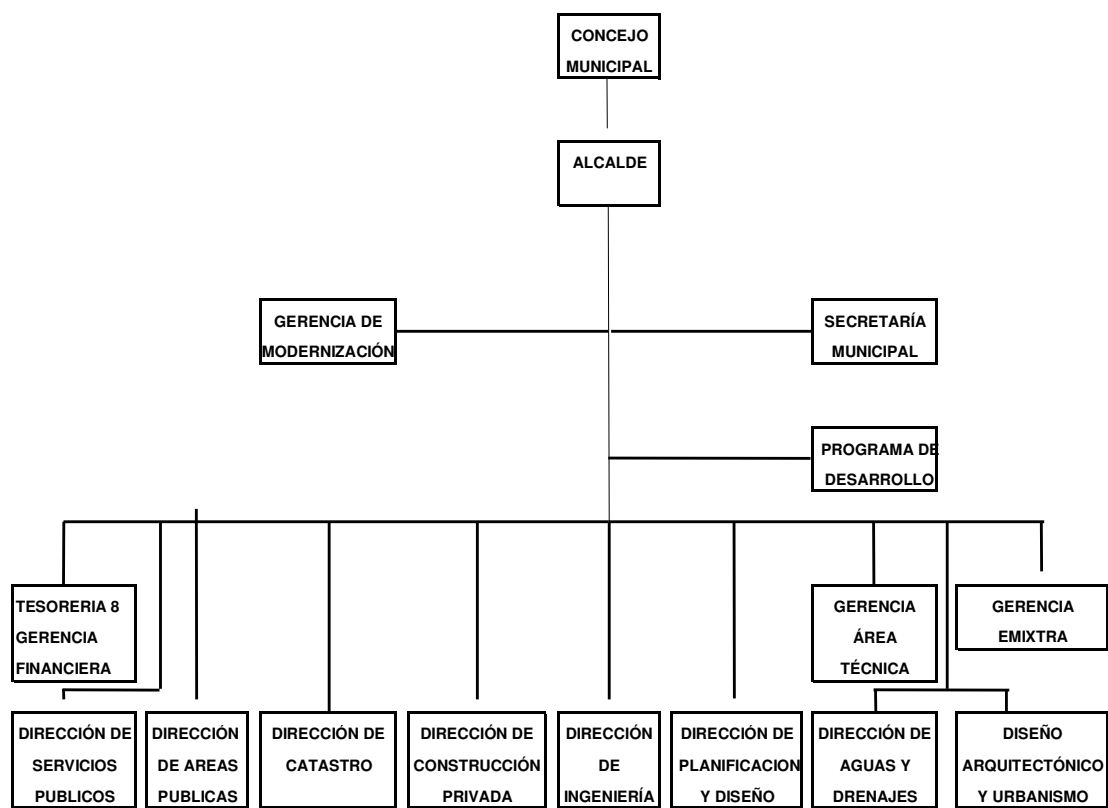 CONCEJO
MUNICIPAL
ALCALDE
GERENCIA DE
MODERNIZACIÓN
SECRETARÍA
MUNICIPAL
PROGRAMA DE
DESARROLLO
TESORERIA 8
GERENCIA
FINANCIERA
GERENCIA
ÁREA
TÉCNICA
GERENCIA
EMIXTRA
DIRECCIÓN DE
SERVICIOS
PUBLICOS
DIRECCIÓN
DE AREAS
PUBLICAS
DIRECCIÓN DE
CATASTRO
DIRECCIÓN DE
CONSTRUCCIÓN
PRIVADA
DIRECCIÓN
DE
INGENIERÍA
DIRECCIÓN DE
PLANIFICACION
Y DISEÑO
DIRECCIÓN DE
AGUAS Y
DRENAJES
DISEÑO
ARQUITECTÓNICO
Y URBANISMO